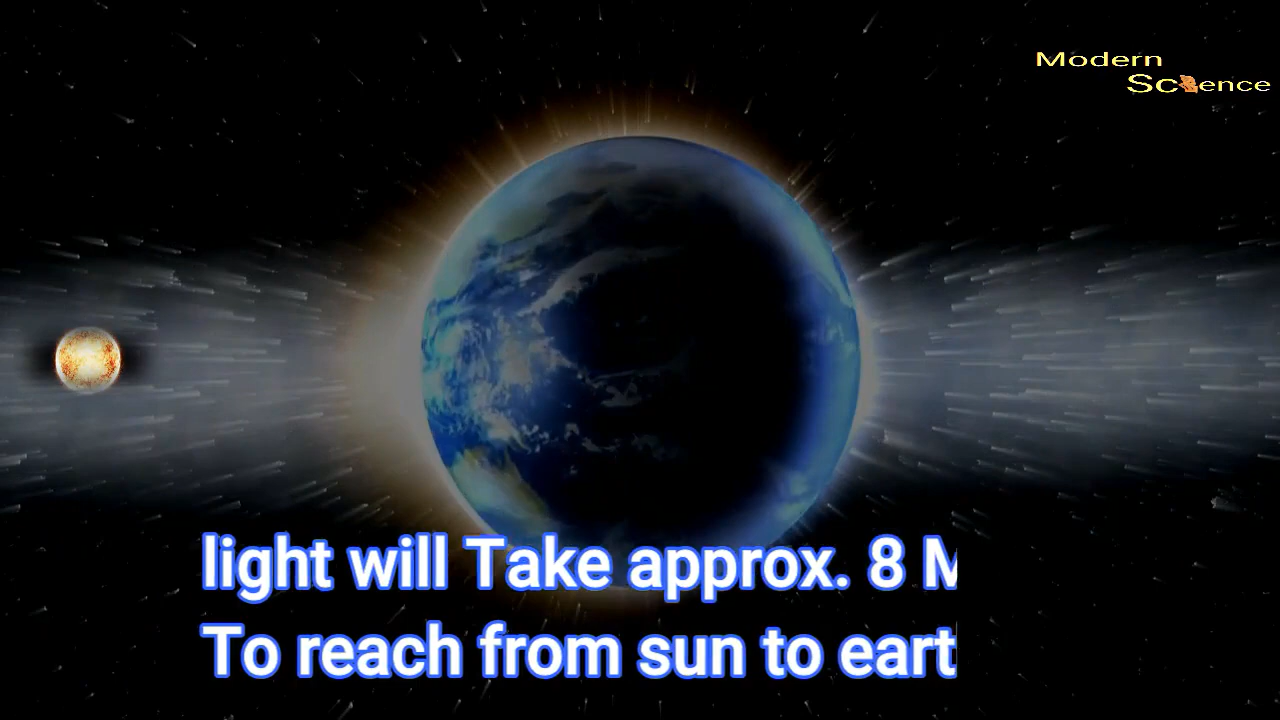 Modern
Science
light will Take approx. 8 M
To reach from sun to eart